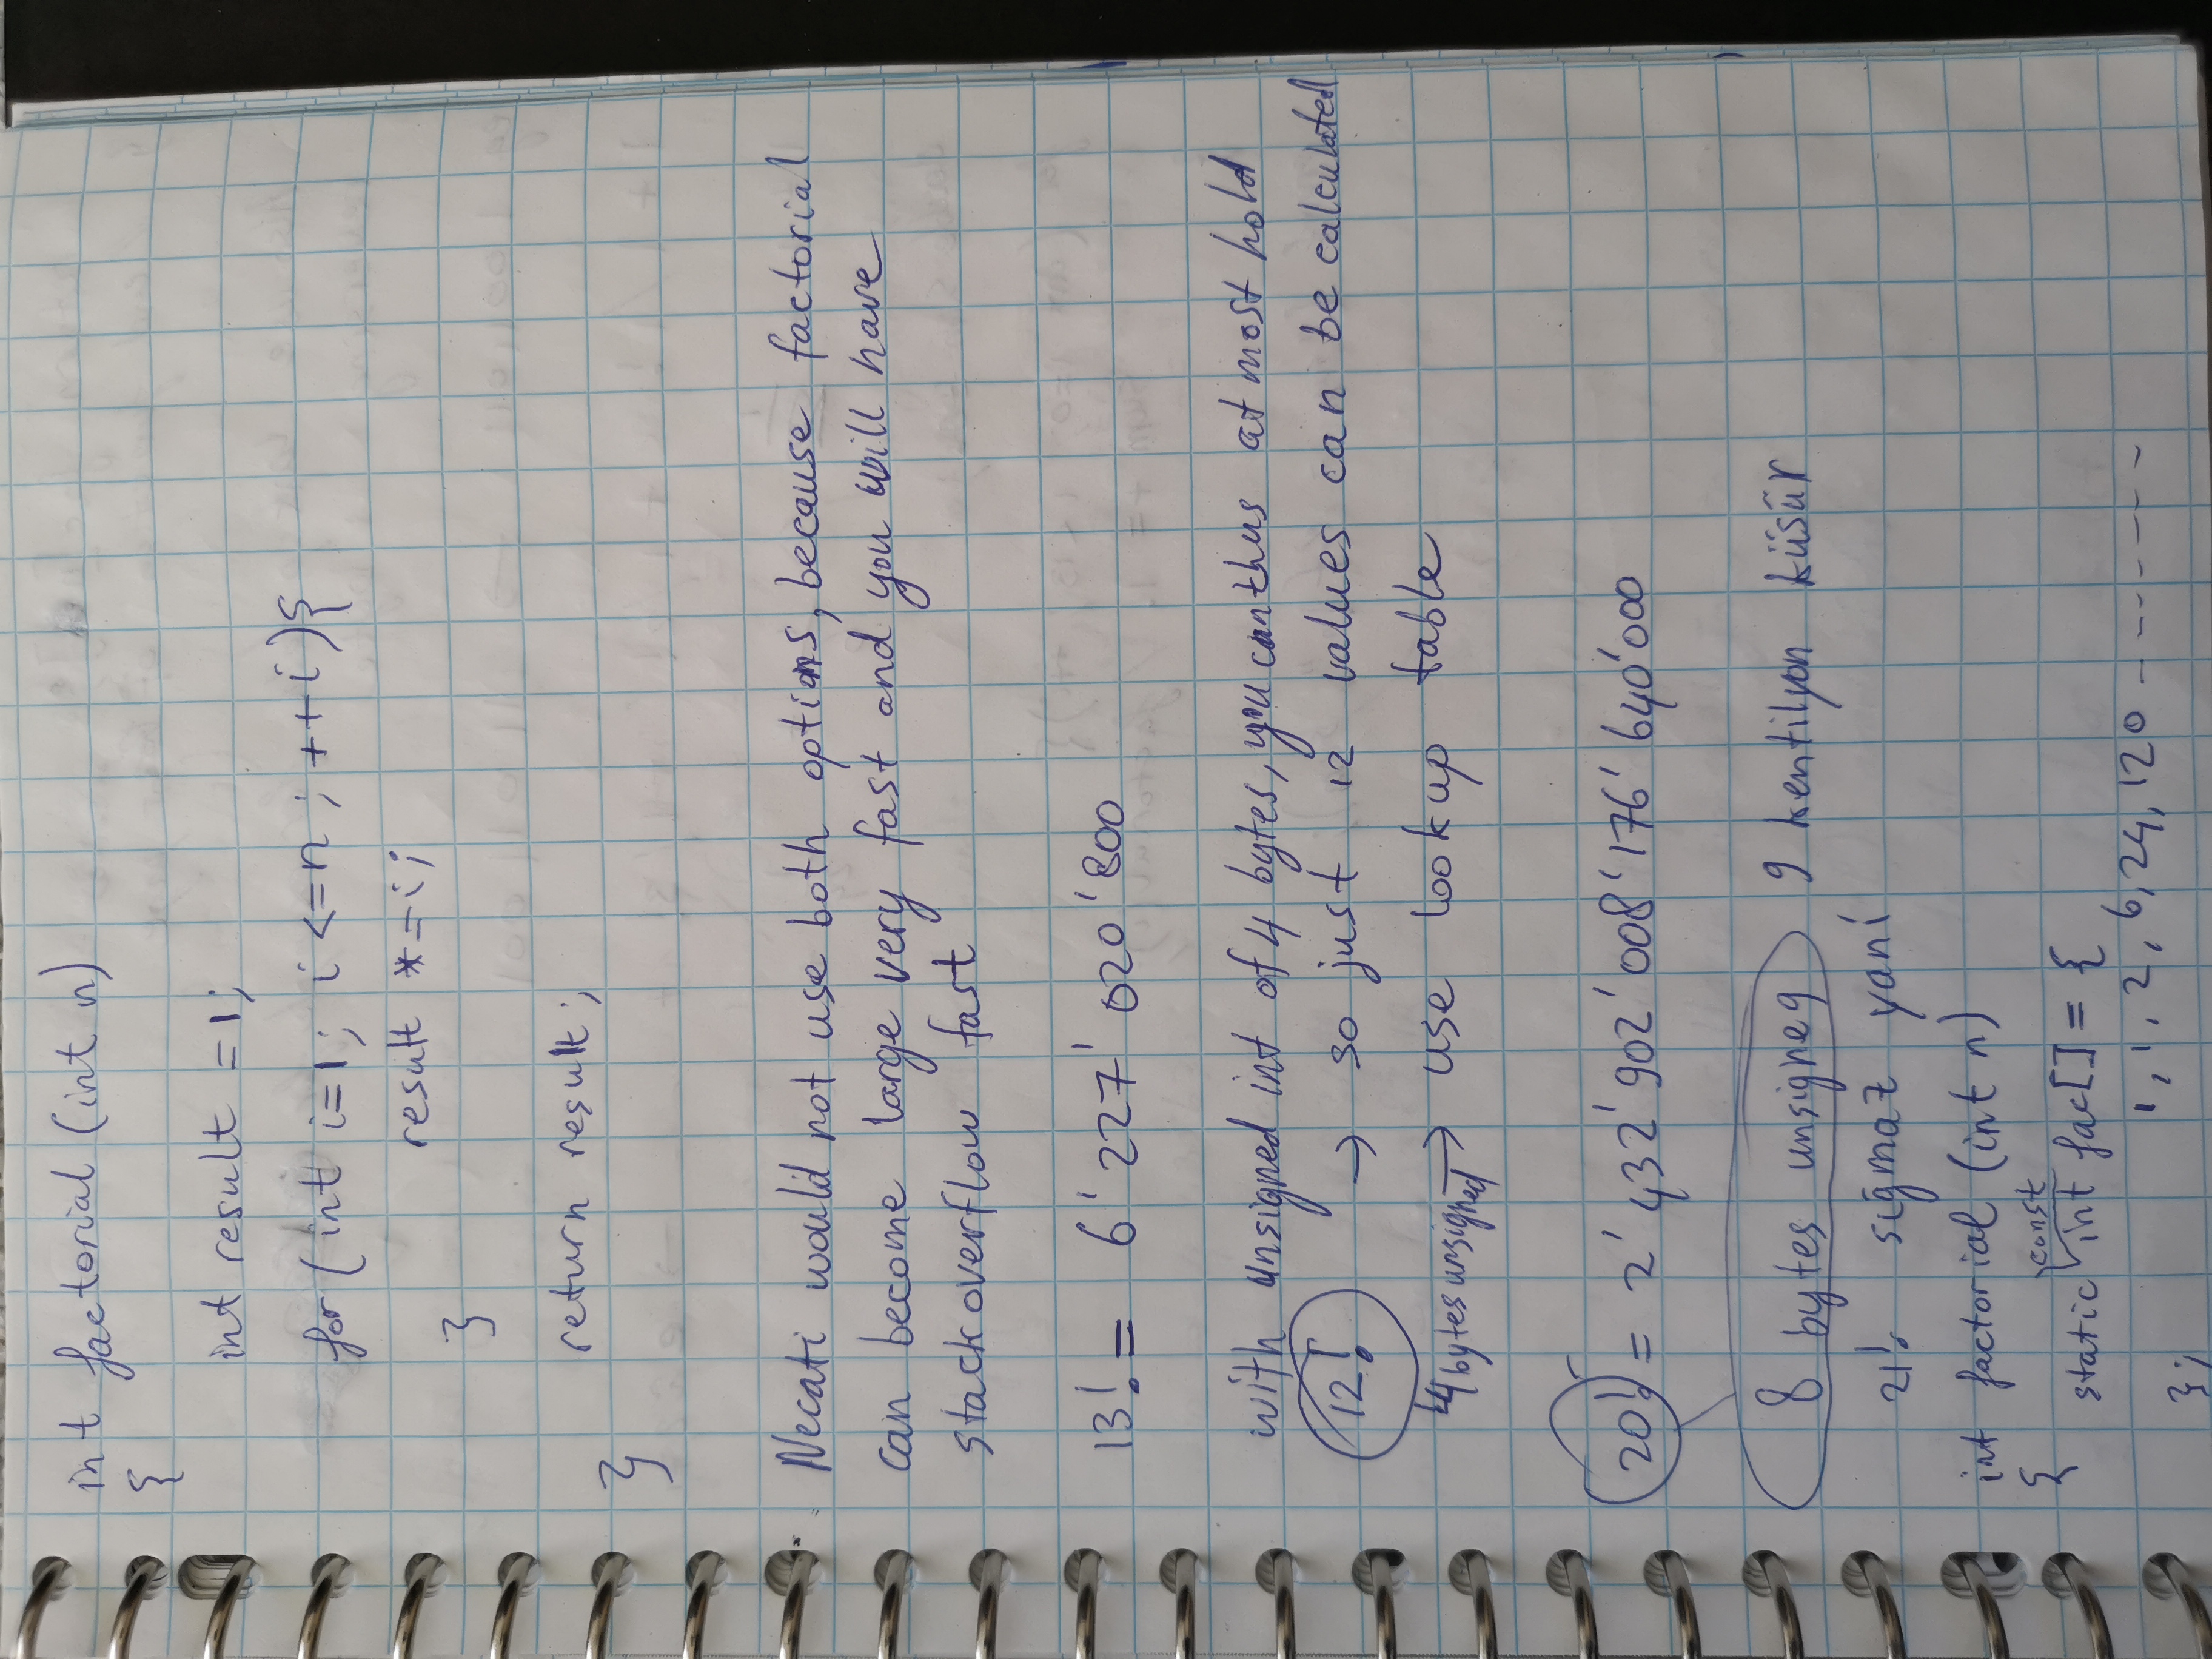 int factorial (int n)
{
int result = 1;
for (int i=1; i <=n ; ++i){
result *=i;
}
return result;
}
Necati would not use both options, because factorial
can become large very fast and you will have
stack overflow fast
13! = 6'227'020'800
with unsigned int of 4 bytes, you can thus at most hold
12! → so just 12 values can be calculated
4 bytes unsigned → use lookup table
20! = 2'432'902'008'176'640'000
8 bytes unsigneg 9 kentilyon küsür
21! sığmaz yani
int factorial (int n)
{
static const int fac[] = {
1, 1, 2, 6, 24, 120 - - - - - - -
};